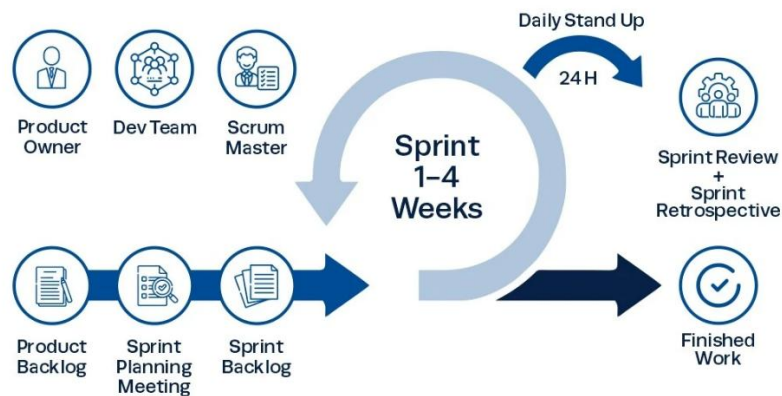 Daily Stand Up
24H
Product
Owner
Dev Team
Scrum
Master
Sprint
1–4
Weeks
Sprint Review
+
Sprint
Retrospective
Product
Backlog
Sprint
Planning
Meeting
Sprint
Backlog
Finished
Work